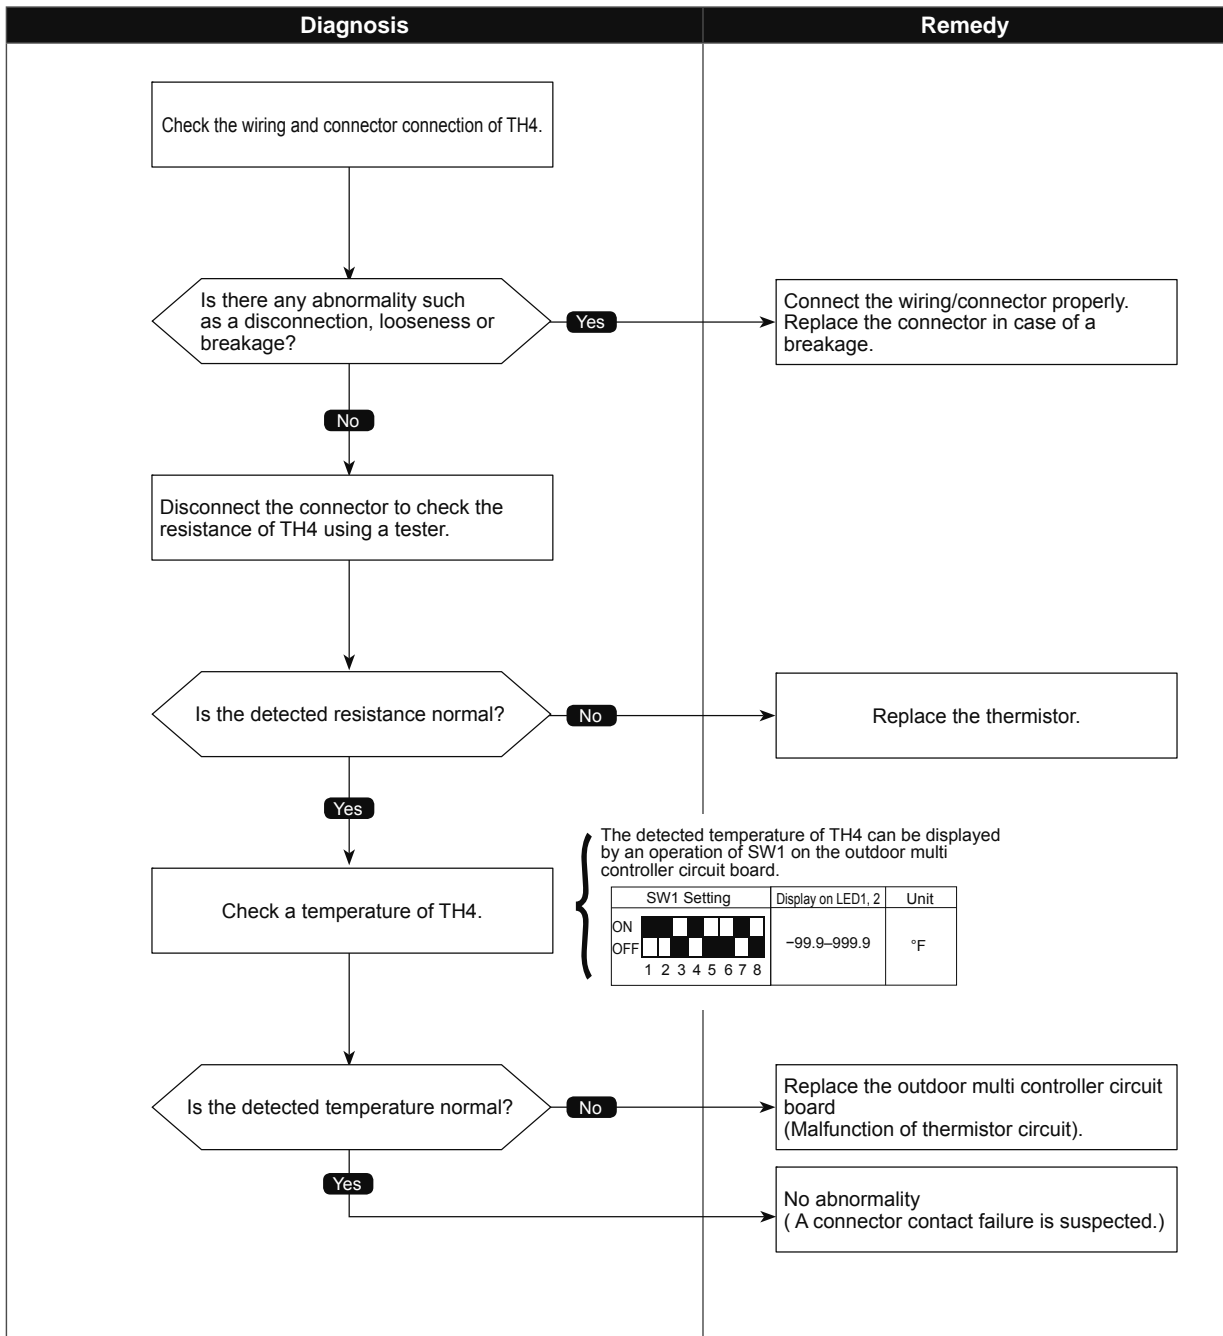 Diagnosis
Remedy
Check the wiring and connector connection of TH4.
Is there any abnormality such
as a disconnection, looseness or
breakage?
Yes
Connect the wiring/connector properly.
Replace the connector in case of a
breakage.
No
Disconnect the connector to check the
resistance of TH4 using a tester.
Is the detected resistance normal?
No
Replace the thermistor.
Yes
The detected temperature of TH4 can be displayed
by an operation of SW1 on the outdoor multi
controller circuit board.
Check a temperature of TH4.
SW1 Setting
Display on LED1, 2
Unit
ON
OFF
1 2 3 4 5 6 7 8
−99.9–999.9
°F
Is the detected temperature normal?
No
Replace the outdoor multi controller circuit
board
(Malfunction of thermistor circuit).
Yes
No abnormality
( A connector contact failure is suspected.)